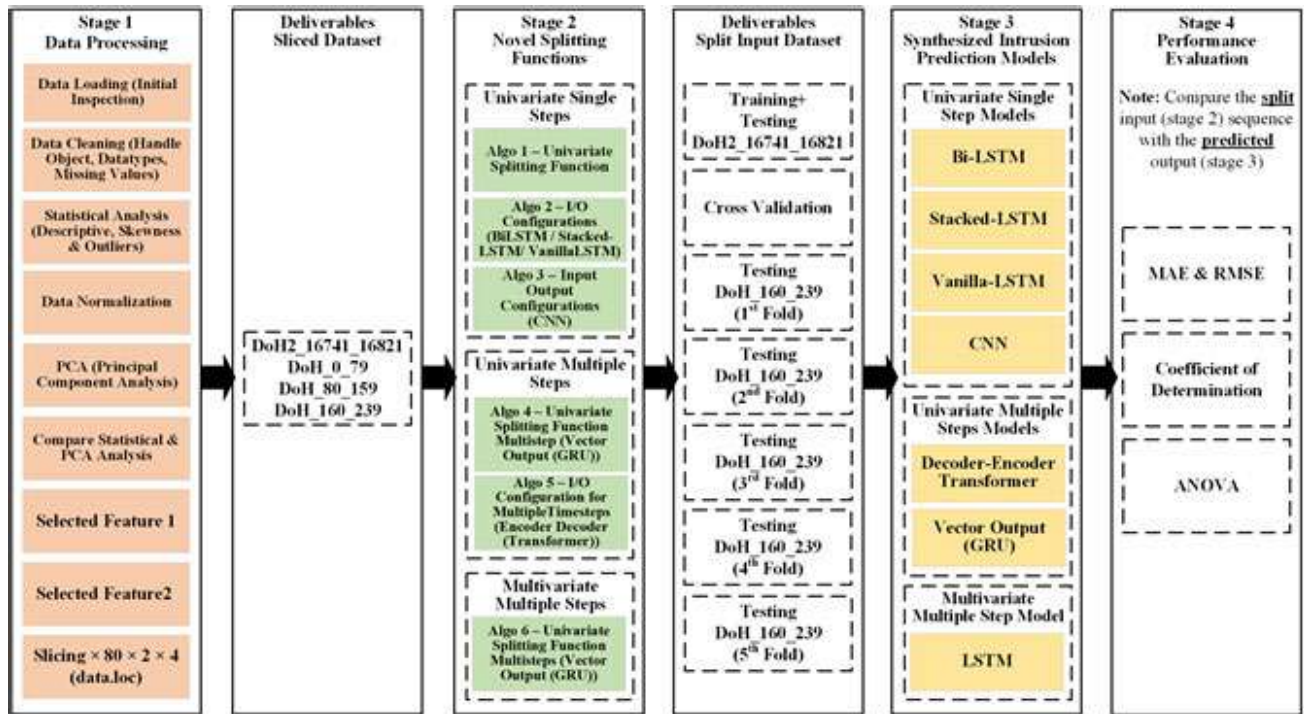 Stage 1
Data Processing
Data Loading (Initial
Inspection)
Data Cleaning (Handle
Object, Datatypes,
Missing Values)
Statistical Analysis
(Descriptive, Skewness
& Outliers)
Data Normalization
PCA (Principal
Component Analysis)
Compare Statistical &
PCA Analysis
Selected Feature 1
Selected Feature2
Slicing × 80 × 2 × 4
(data.loc)
Deliverables
Sliced Dataset
DoH2_16741_16821
DoH_0_79
DoH_80_159
DoH_160_239
Stage 2
Novel Splitting
Functions
Univariate Single
Steps
Algo 1 – Univariate
Splitting Function
Algo 2 – I/O
Configurations
(BiLSTM / Stacked-
LSTM/ VanillaLSTM)
Algo 3 – Input
Output
Configurations
(CNN)
Univariate Multiple
Steps
Algo 4 – Univariate
Splitting Function
Multistep (Vector
Output (GRU))
Algo 5 – I/O
Configuration for
MultipleTimesteps
(Encoder Decoder
(Transformer))
Multivariate
Multiple Steps
Algo 6 – Univariate
Splitting Function
Multisteps (Vector
Output (GRU))
Deliverables
Split Input Dataset
Training+
Testing
DoH2_16741_16821
Cross Validation
Testing
DoH_160_239
(1st Fold)
Testing
DoH_160_239
(2nd Fold)
Testing
DoH_160_239
(3rd Fold)
Testing
DoH_160_239
(4th Fold)
Testing
DoH_160_239
(5th Fold)
Stage 3
Synthesized Intrusion
Prediction Models
Univariate Single
Step Models
Bi-LSTM
Stacked-LSTM
Vanilla-LSTM
CNN
Univariate Multiple
Steps Models
Decoder-Encoder
Transformer
Vector Output
(GRU)
Multivariate
Multiple Step Model
LSTM
Stage 4
Performance
Evaluation
Note: Compare the split
input (stage 2) sequence
with the predicted
output (stage 3)
MAE & RMSE
Coefficient of
Determination
ANOVA